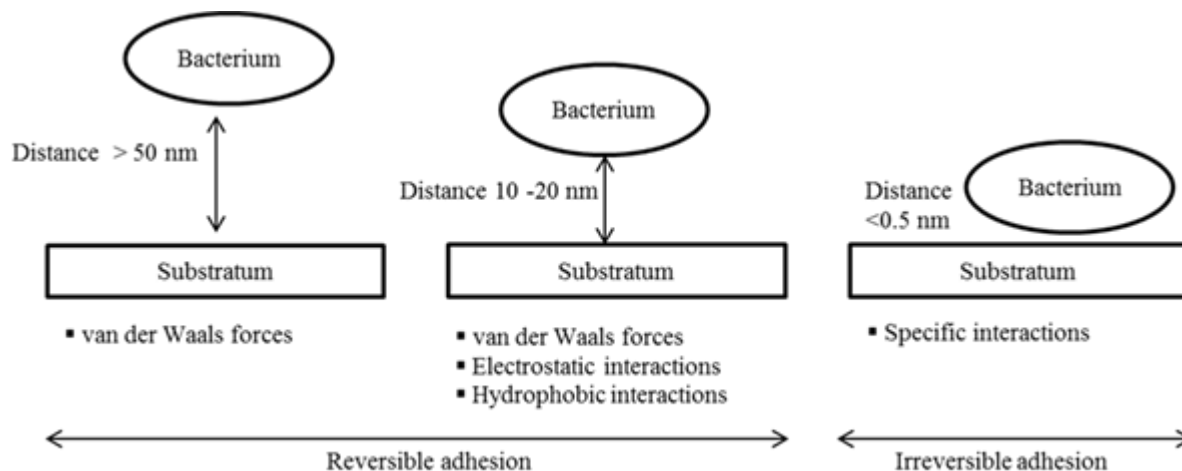 Bacterium
Distance > 50 nm
Substratum
▪ van der Waals forces
Bacterium
Distance 10 -20 nm
Substratum
▪ van der Waals forces
▪ Electrostatic interactions
▪ Hydrophobic interactions
Reversible adhesion
Bacterium
Distance
<0.5 nm
Substratum
▪ Specific interactions
Irreversible adhesion